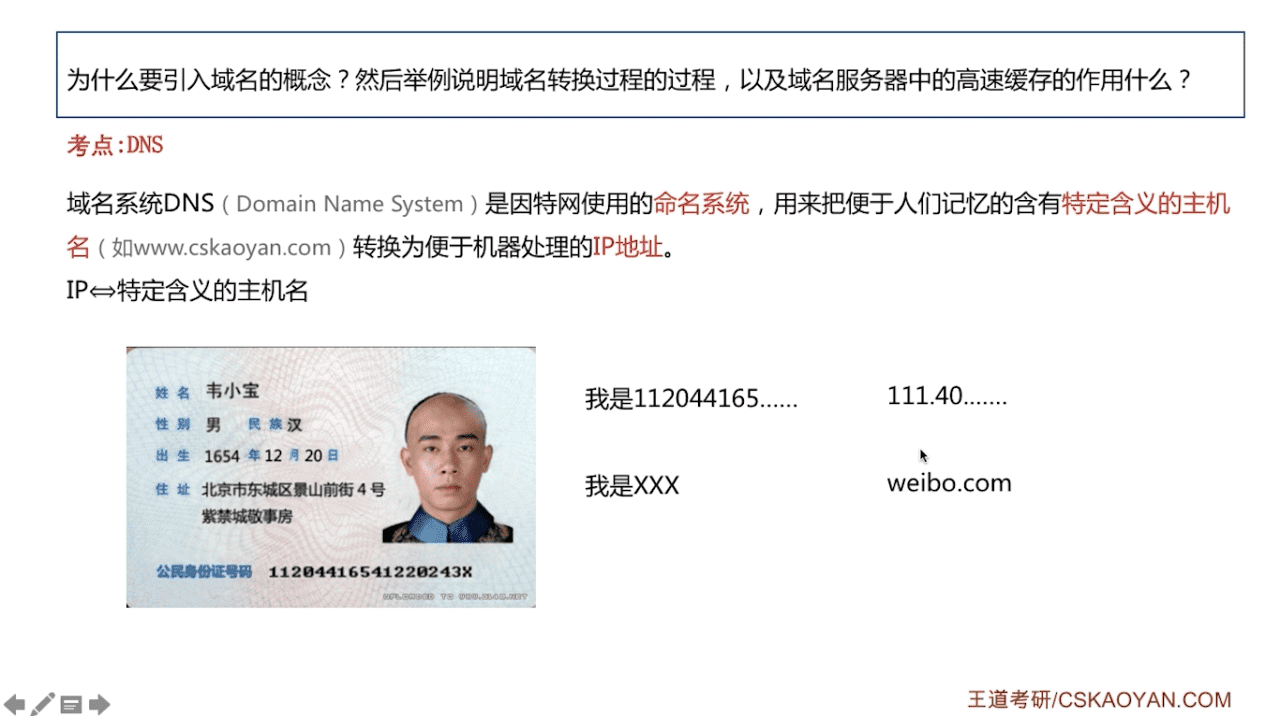 为什么要引入域名的概念？然后举例说明域名转换过程的过程，以及域名服务器中的高速缓存的作用什么？
考点:DNS
域名系统DNS（Domain Name System）是因特网使用的命名系统，用来把便于人们记忆的含有特定含义的主机
名（如www.cskaoyan.com）转换为便于机器处理的IP地址。
IP⇔特定含义的主机名
姓名 韦小宝
性别 男 民族 汉
出生 1654 年 12 月 20 日
住址 北京市东城区景山前街 4 号
紫禁城敬事房
公民身份证号码 11204416541220243X
我是112044165......
111.40.......
我是XXX
weibo.com
王道考研/CSKAOYAN.COM